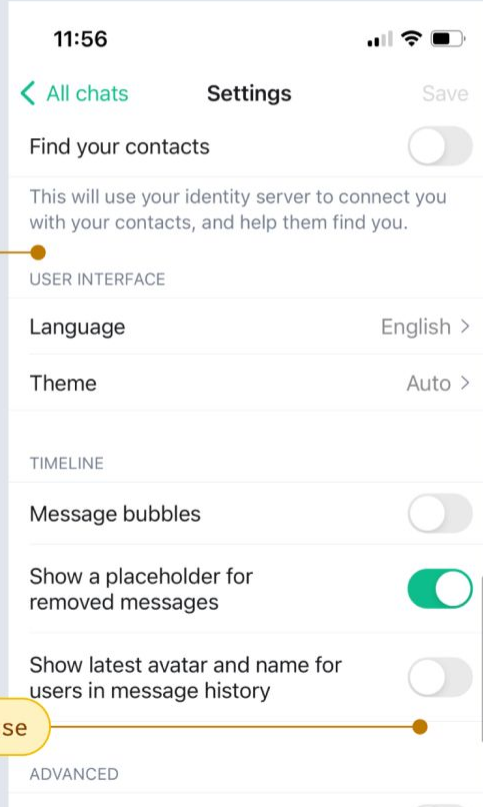 11:56
All chats Settings Save
Find your contacts
This will use your identity server to connect you
with your contacts, and help them find you.
USER INTERFACE
Language English
Theme Auto
TIMELINE
Message bubbles
Show a placeholder for
removed messages
Show latest avatar and name for
users in message history
se
ADVANCED